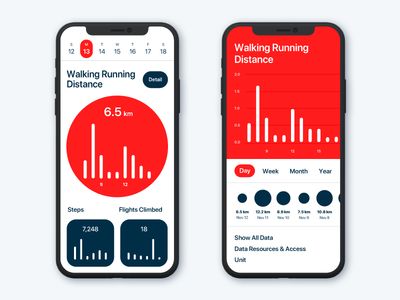 S M T W T F S
12 13 14 15 16 17 18
Walking Running
Distance
Detail
6.5 km
6 12
Steps
Flights Climbed
7,248
18
Walking Running
Distance
2.0
1.5
1.0
0.5
0.0
6 12 18
Day
Week
Month
Year
6.5 km
12.2 km
8.9 km
7.5 km
10.8 km
Nov 12
Nov 11
Nov 10
Nov 9
Nov 8
Show All Data
Data Resources & Access
Unit